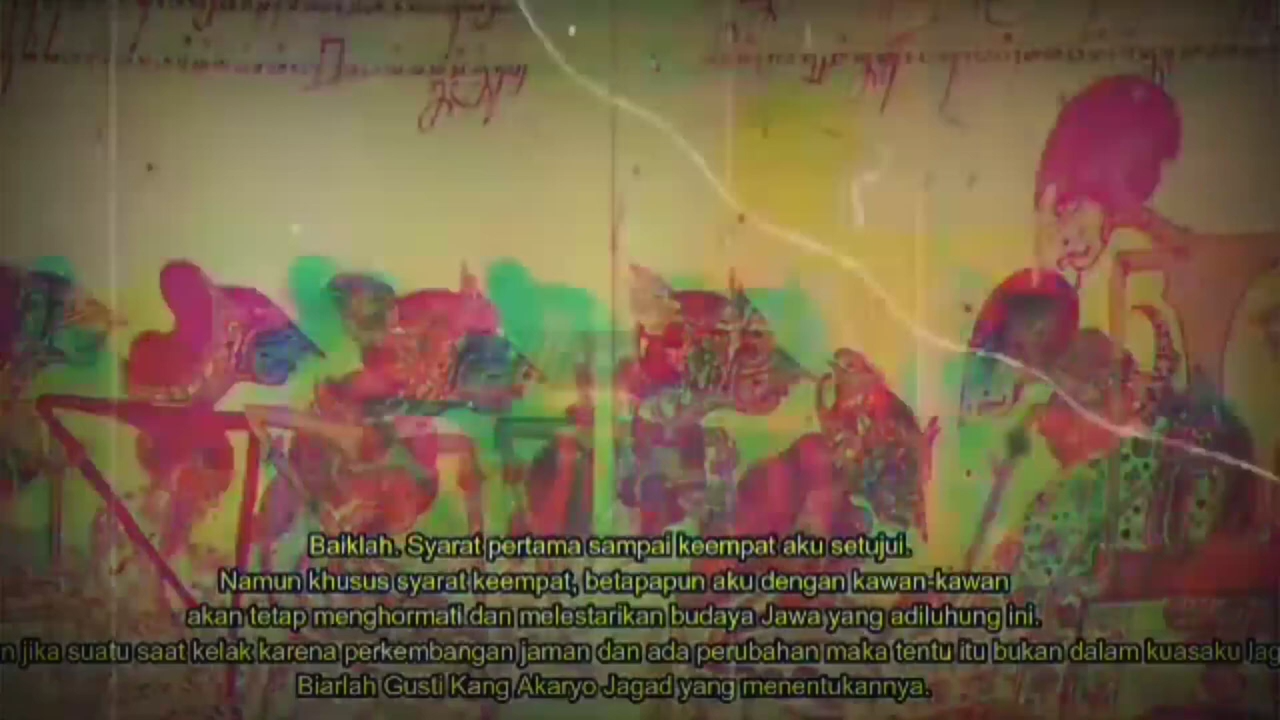 Baiklah. Syarat pertama sampai keempat aku setujui.
Namun khusus syarat keempat, betapapun aku dengan kawan-kawan
akan tetap menghormati dan melestarikan budaya Jawa yang adiluhung ini.
jika suatu saat kelak karena perkembangan jaman dan ada perubahan maka tentu itu bukan dalam kuasaku
Biarlah Gusti Kang Akaryo Jagad yang menentukannya.